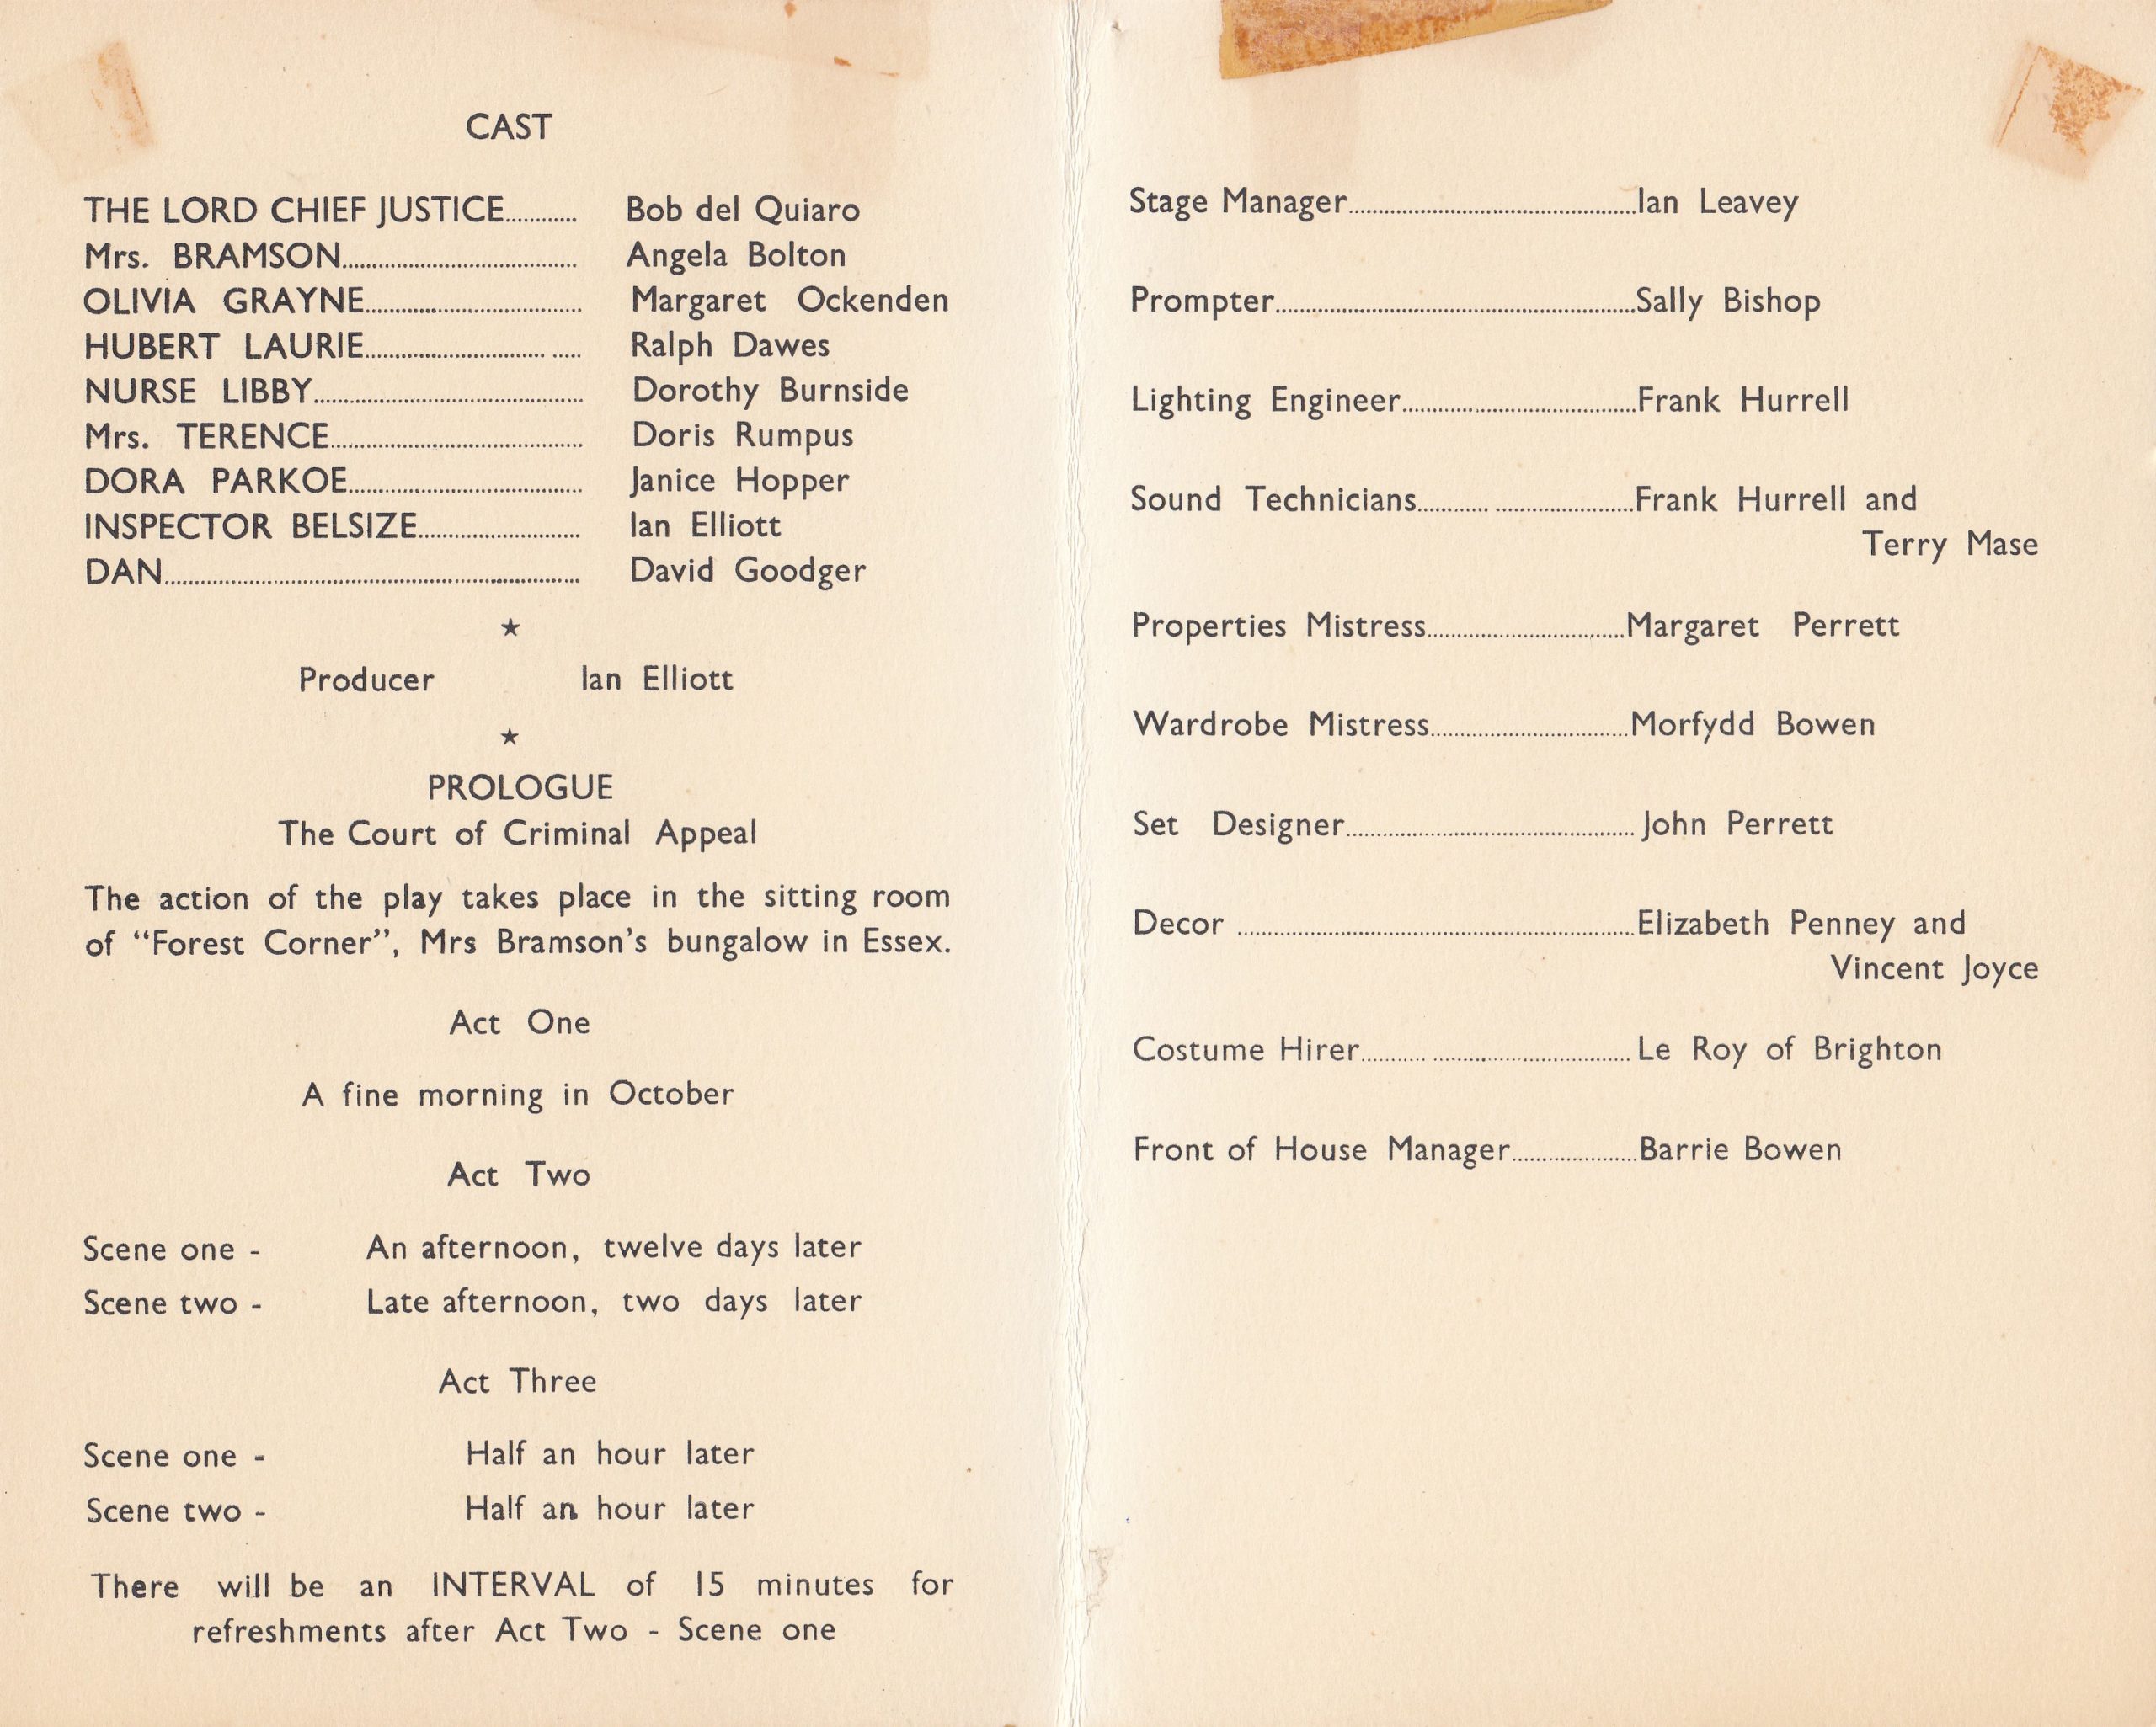 CAST
THE LORD CHIEF JUSTICE............ Bob del Quiaro
Mrs. BRAMSON....................................... Angela Bolton
OLIVIA GRAYNE.................................... Margaret Ockenden
HUBERT LAURIE.............................. ..... Ralph Dawes
NURSE LIBBY............................................. Dorothy Burnside
Mrs. TERENCE.......................................... Doris Rumpus
DORA PARKOE....................................... Janice Hopper
INSPECTOR BELSIZE........................... Ian Elliott
DAN...................................................................... David Goodger
★
Producer Ian Elliott
★
PROLOGUE
The Court of Criminal Appeal
The action of the play takes place in the sitting room
of “Forest Corner”, Mrs Bramson’s bungalow in Essex.
Act One
A fine morning in October
Act Two
Scene one - An afternoon, twelve days later
Scene two - Late afternoon, two days later
Act Three
Scene one - Half an hour later
Scene two - Half an hour later
There will be an INTERVAL of 15 minutes for
refreshments after Act Two - Scene one
Stage Manager................................................Ian Leavey
Prompter............................................................Sally Bishop
Lighting Engineer.......................................Frank Hurrell
Sound Technicians............ .......................Frank Hurrell and
Terry Mase
Properties Mistress.................................Margaret Perrett
Wardrobe Mistress.................................Morfydd Bowen
Set Designer................................................ John Perrett
Decor ..................................................................Elizabeth Penney and
Vincent Joyce
Costume Hirer........... ................................. Le Roy of Brighton
Front of House Manager.....................Barrie Bowen